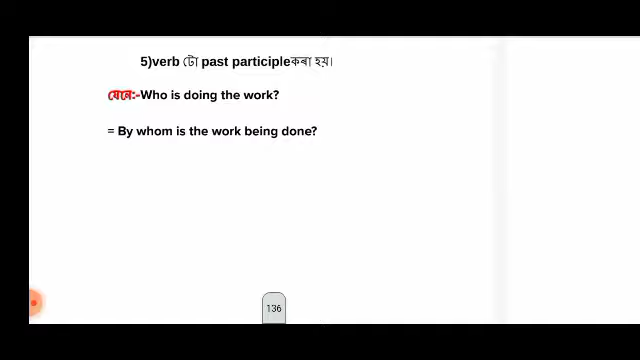 5)verb টো past participleকৰা হয়।
যেনে:-Who is doing the work?
= By whom is the work being done?
136